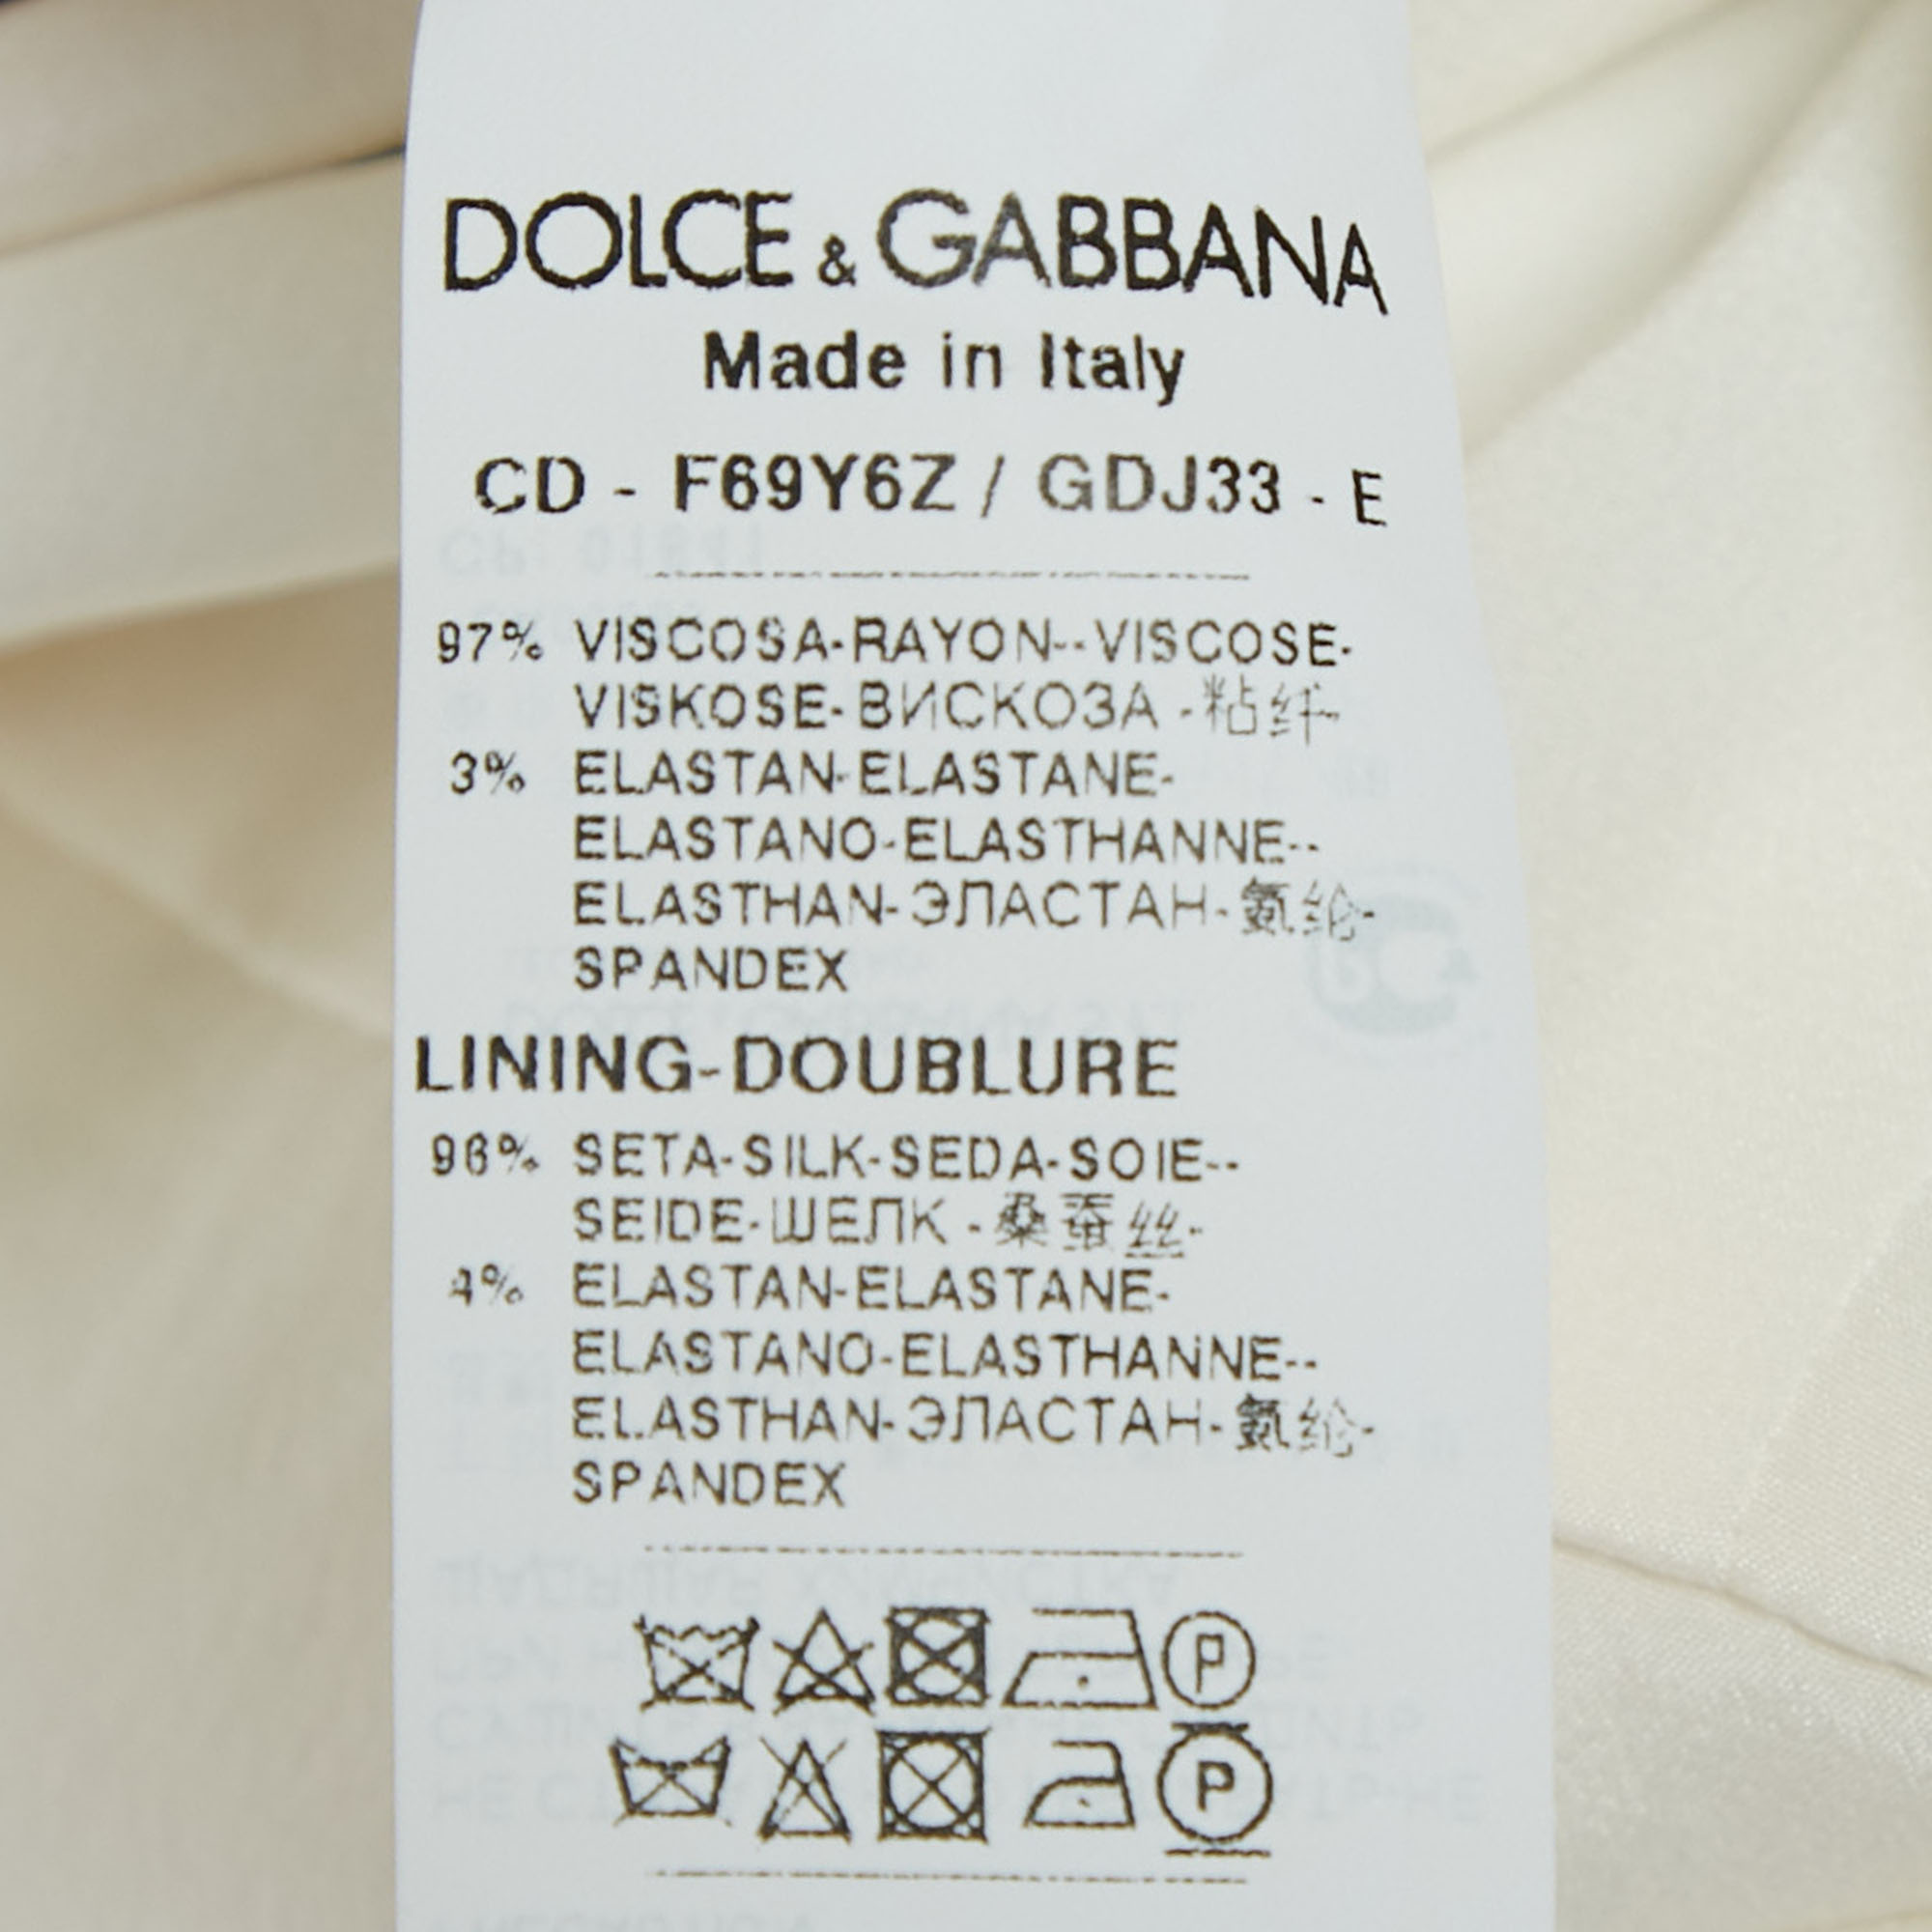 DOLCE & GABBANA
Made in Italy
CD - F69Y6Z / GDJ33 - E
97% VISCOSA-RAYON--VISCOSE-
VISKOSE-ВИСКОЗА -粘纤-
3% ELASTAN-ELASTANE-
ELASTANO-ELASTHANNE--
ELASTHAN-ЭЛАСТАН-氨纶-
SPANDEX
LINING-DOUBLURE
96% SETA-SILK-SEDA-SOIE--
SEIDE-ШЕЛК -桑蚕丝-
4% ELASTAN-ELASTANE-
ELASTANO-ELASTHANNE--
ELASTHAN-ЭЛАСТАН-氨纶-
SPANDEX
P
P